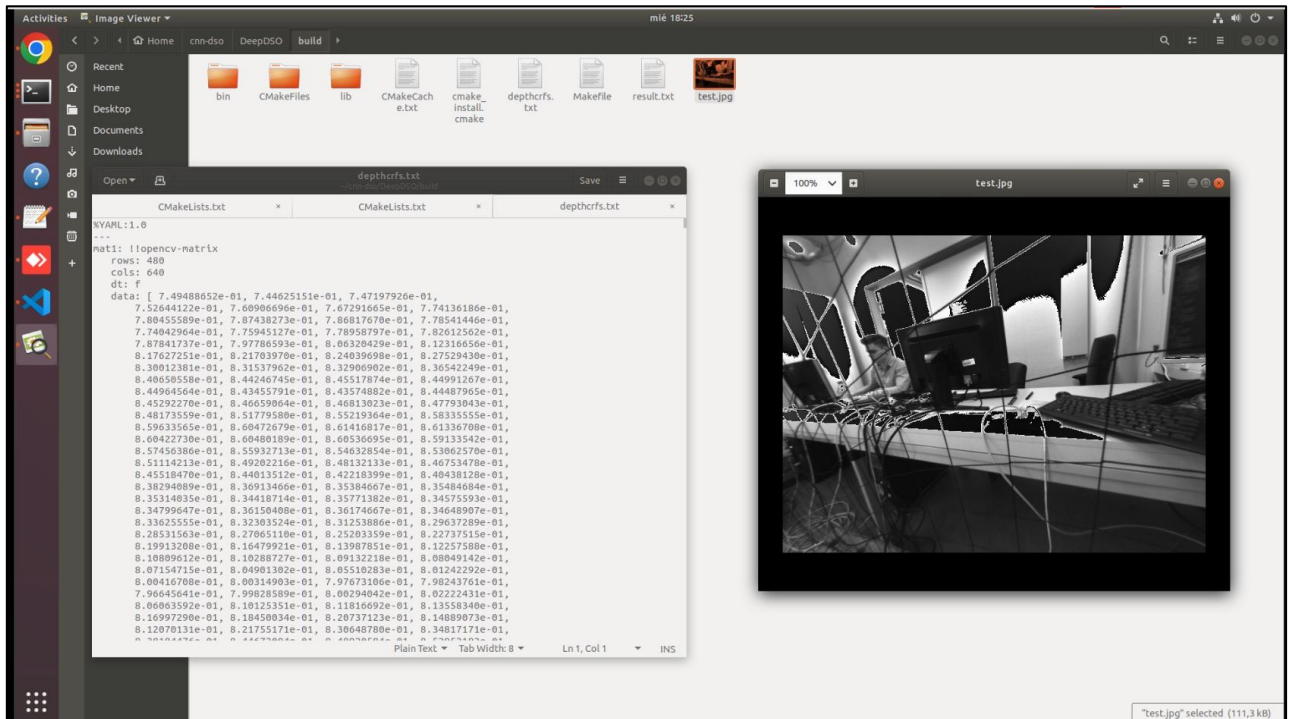 Activities Image Viewer mié 18:25
Home cnn-dso DeepDSO build
Recent
Home
Desktop
Documents
Downloads
bin CMakeFiles lib CMakeCach e.txt cmake_ install. cmake depthcrfs. txt Makefile result.txt test.jpg
Open depthcrfs.txt Save
~/cnn-dso/DeepDSO/build
CMakeLists.txt × CMakeLists.txt × depthcrfs.txt ×
%YAML:1.0
---
mat1: !!opencv-matrix
rows: 480
cols: 640
dt: f
data: [ 7.49488652e-01, 7.44625151e-01, 7.47197926e-01,
7.52644122e-01, 7.60906696e-01, 7.67291665e-01, 7.74136186e-01,
7.80455589e-01, 7.87438273e-01, 7.86817670e-01, 7.78541446e-01,
7.74042964e-01, 7.75945127e-01, 7.78958797e-01, 7.82612562e-01,
7.87841737e-01, 7.97786593e-01, 8.06320429e-01, 8.12316656e-01,
8.17627251e-01, 8.21703970e-01, 8.24039698e-01, 8.27529430e-01,
8.30012381e-01, 8.31537962e-01, 8.32906902e-01, 8.36542249e-01,
8.40650558e-01, 8.44246745e-01, 8.45517874e-01, 8.44991267e-01,
8.44964564e-01, 8.43455791e-01, 8.43574882e-01, 8.44487965e-01,
8.45292270e-01, 8.46659064e-01, 8.46813023e-01, 8.47793043e-01,
8.48173559e-01, 8.51779580e-01, 8.55219364e-01, 8.58335555e-01,
8.59633565e-01, 8.60472679e-01, 8.61416817e-01, 8.61336708e-01,
8.60422730e-01, 8.60480189e-01, 8.60536695e-01, 8.59133542e-01,
8.57456386e-01, 8.55932713e-01, 8.54632854e-01, 8.53062570e-01,
8.51114213e-01, 8.49202216e-01, 8.48132133e-01, 8.46753478e-01,
8.45518470e-01, 8.44013512e-01, 8.42218399e-01, 8.40438128e-01,
8.38294089e-01, 8.36913466e-01, 8.35384667e-01, 8.35484684e-01,
8.35314035e-01, 8.34418714e-01, 8.35771382e-01, 8.34575593e-01,
8.34799647e-01, 8.36150408e-01, 8.36174667e-01, 8.34648907e-01,
8.33625555e-01, 8.32303524e-01, 8.31253886e-01, 8.29637289e-01,
8.28531563e-01, 8.27065110e-01, 8.25203359e-01, 8.22737515e-01,
8.19913208e-01, 8.16479921e-01, 8.13987851e-01, 8.12257588e-01,
8.10809612e-01, 8.10288727e-01, 8.09132218e-01, 8.08049142e-01,
8.07154715e-01, 8.04901302e-01, 8.05510283e-01, 8.01242292e-01,
8.00416708e-01, 8.00314903e-01, 7.97673106e-01, 7.98243761e-01,
7.96645641e-01, 7.99828589e-01, 8.00294042e-01, 8.02222431e-01,
8.06063592e-01, 8.10125351e-01, 8.11816692e-01, 8.13558340e-01,
8.16997290e-01, 8.18450034e-01, 8.20737123e-01, 8.14889073e-01,
8.12070131e-01, 8.21755171e-01, 8.30648780e-01, 8.34817171e-01,
Plain Text Tab Width: 8 Ln 1, Col 1 INS
100% test.jpg
"test.jpg" selected (111,3 kB)